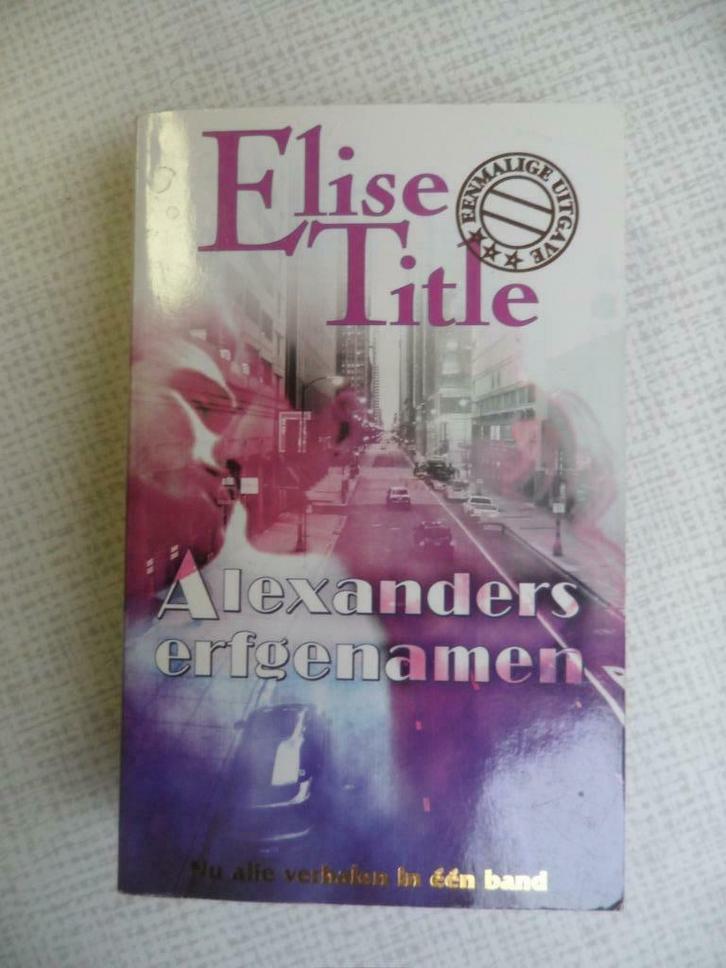 Elise
Title
EENMALIGE UITGAVE
Alexanders
erfgenamen
Nu alle verhalen in één band